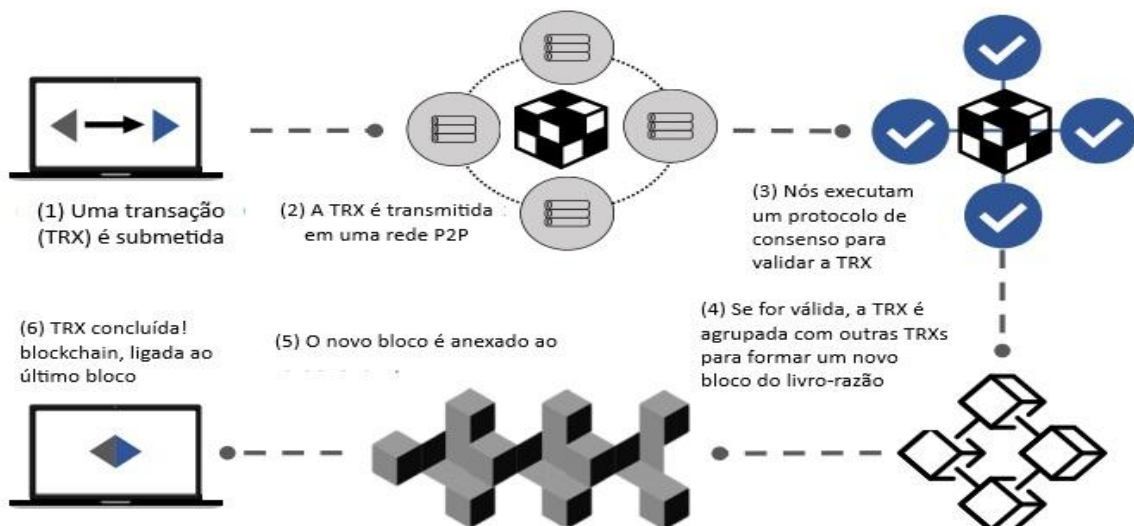 (1) Uma transação
(TRX) é submetida
(2) A TRX é transmitida
em uma rede P2P
(3) Nós executam
um protocolo de
consenso para
validar a TRX
(4) Se for válida, a TRX é
agrupada com outras TRXs
para formar um novo
bloco do livro-razão
(5) O novo bloco é anexado ao
(6) TRX concluída!
blockchain, ligada ao
último bloco